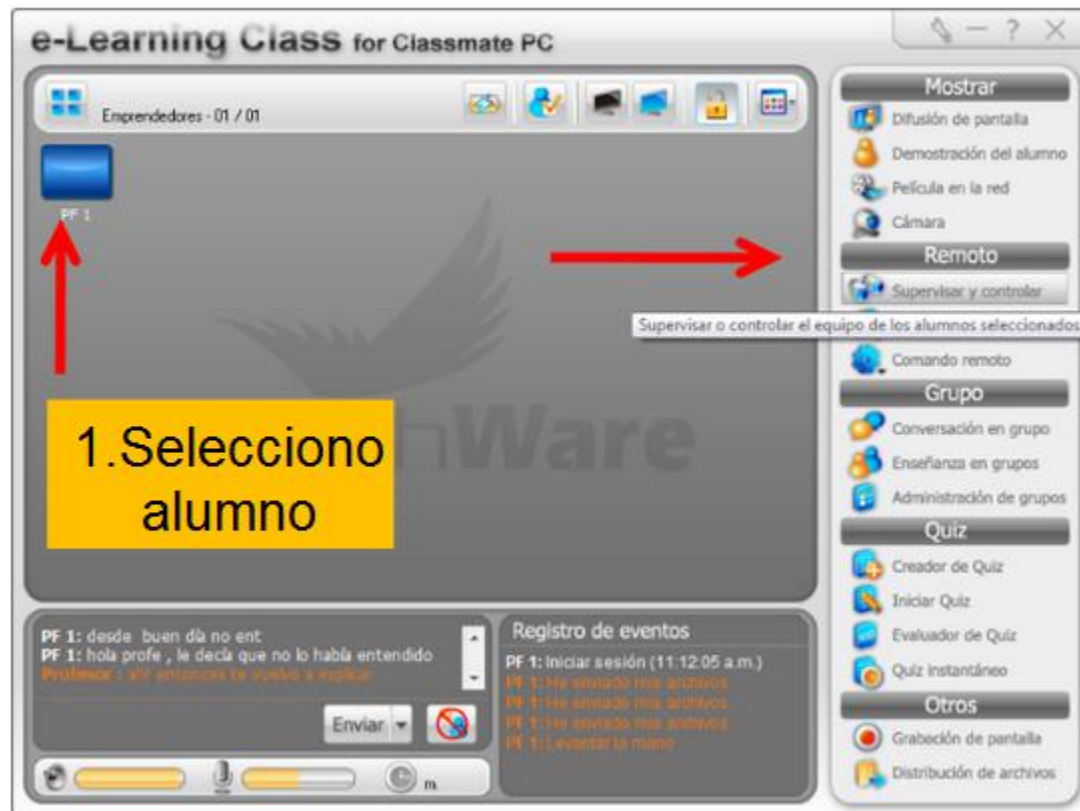 e-Learning Class for Classmate PC
Emprendedores - 01 / 01
PF 1
1.Selecciono
alumno
Ware
Mostrar
Difusión de pantalla
Demostración del alumno
Película en la red
Cámara
Remoto
Supervisar y controlar
Supervisar o controlar el equipo de los alumnos seleccionados
Comando remoto
Grupo
Conversación en grupo
Enseñanza en grupos
Administración de grupos
Quiz
Creador de Quiz
Iniciar Quiz
Evaluador de Quiz
Quiz instantáneo
Otros
Grabación de pantalla
Distribución de archivos
PF 1: desde buen día no ent
PF 1: hola profe , le decía que no lo había entendido
Profesor : ah! entonces te vuelvo a explicar
Enviar
m
Registro de eventos
PF 1: Iniciar sesión (11:12:05 a.m.)
PF 1: He enviado mis archivos
PF 1: He enviado mis archivos
PF 1: He enviado mis archivos
PF 1: Levantar la mano